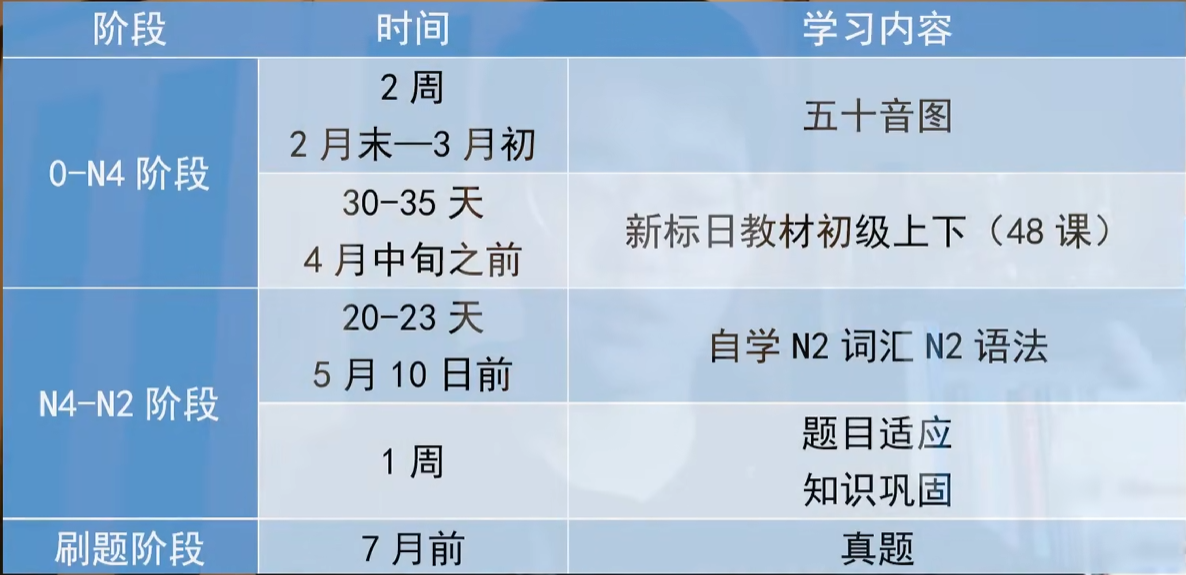 阶段 时间 学习内容
0-N4 阶段
2 周
2 月末—3 月初
五十音图
30-35 天
4 月中旬之前
新标日教材初级上下（48 课）
N4-N2 阶段
20-23 天
5 月 10 日前
自学 N2 词汇 N2 语法
1 周
题目适应
知识巩固
刷题阶段 7 月前 真题